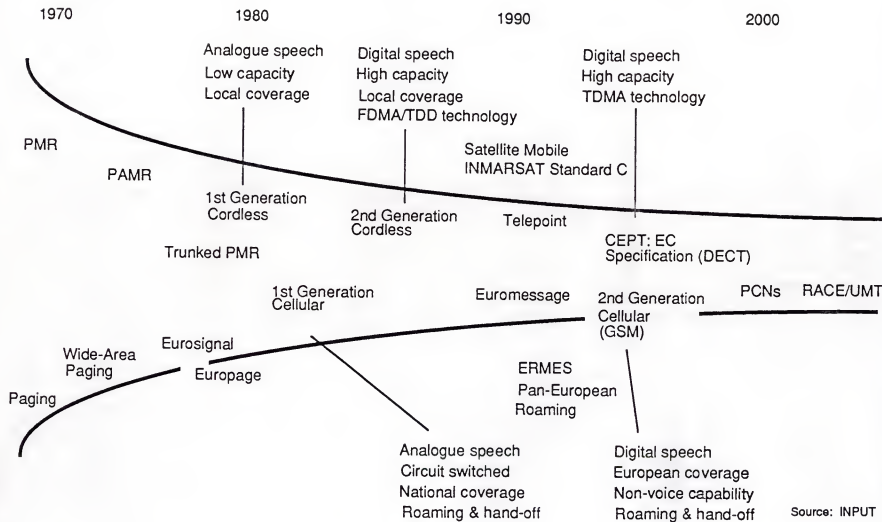 1970 1980 1990 2000
Analogue speech
Low capacity
Local coverage
Digital speech
High capacity
Local coverage
FDMA/TDD technology
Digital speech
High capacity
TDMA technology
PMR
PAMR
Satellite Mobile
INMARSAT Standard C
1st Generation
Cordless
2nd Generation
Cordless
Telepoint
Trunked PMR
CEPT: EC
Specification (DECT)
1st Generation
Cellular
Euromessage
2nd Generation
Cellular
(GSM)
PCNs
RACE/UMT
Eurosignal
Wide-Area
Paging
Europage
Paging
ERMES
Pan-European
Roaming
Analogue speech
Circuit switched
National coverage
Roaming & hand-off
Digital speech
European coverage
Non-voice capability
Roaming & hand-off
Source: INPUT